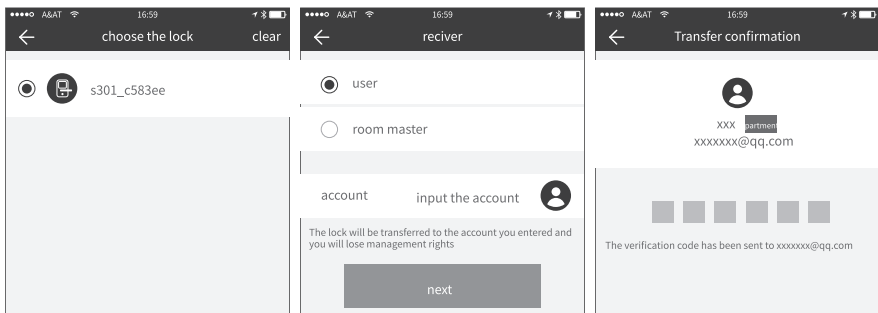 A&AT 16:59
choose the lock clear
s301_c583ee
A&AT 16:59
reciver
user
room master
account input the account
The lock will be transferred to the account you entered and
you will lose management rights
next
A&AT 16:59
Transfer confirmation
xxx partment
xxxxxxx@qq.com
The verification code has been sent to xxxxxxx@qq.com